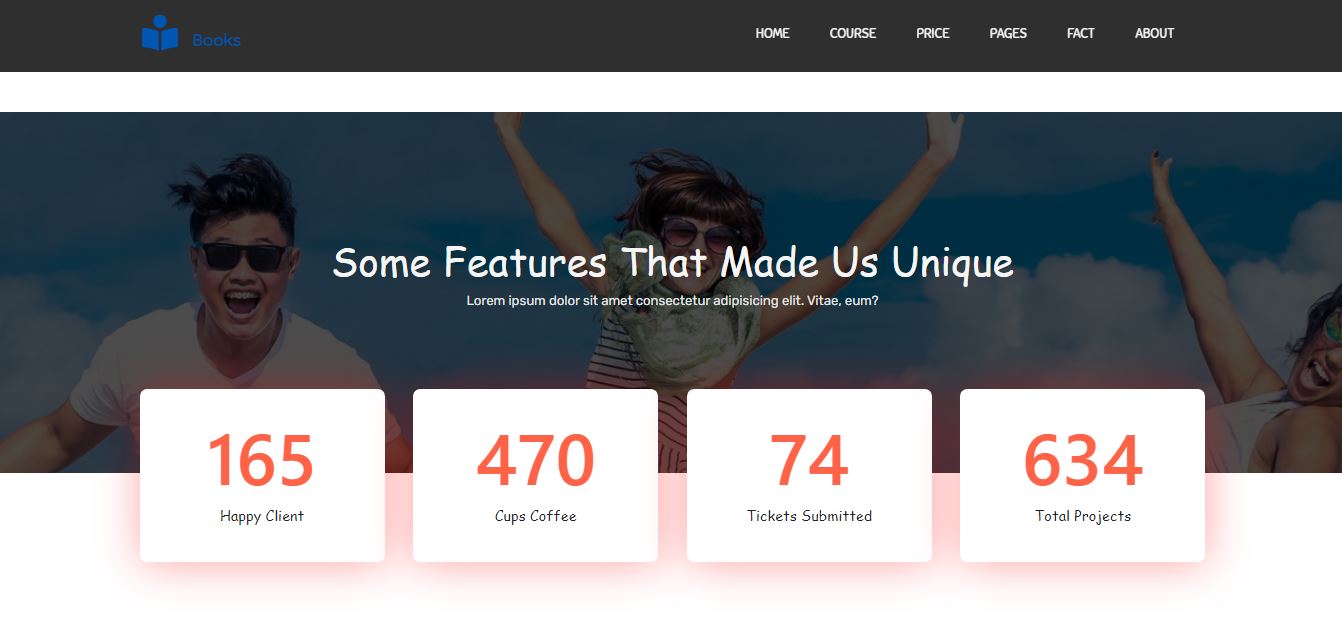 Books
HOME COURSE PRICE PAGES FACT ABOUT
Some Features That Made Us Unique
Lorem ipsum dolor sit amet consectetur adipisicing elit. Vitae, eum?
165
Happy Client
470
Cups Coffee
74
Tickets Submitted
634
Total Projects